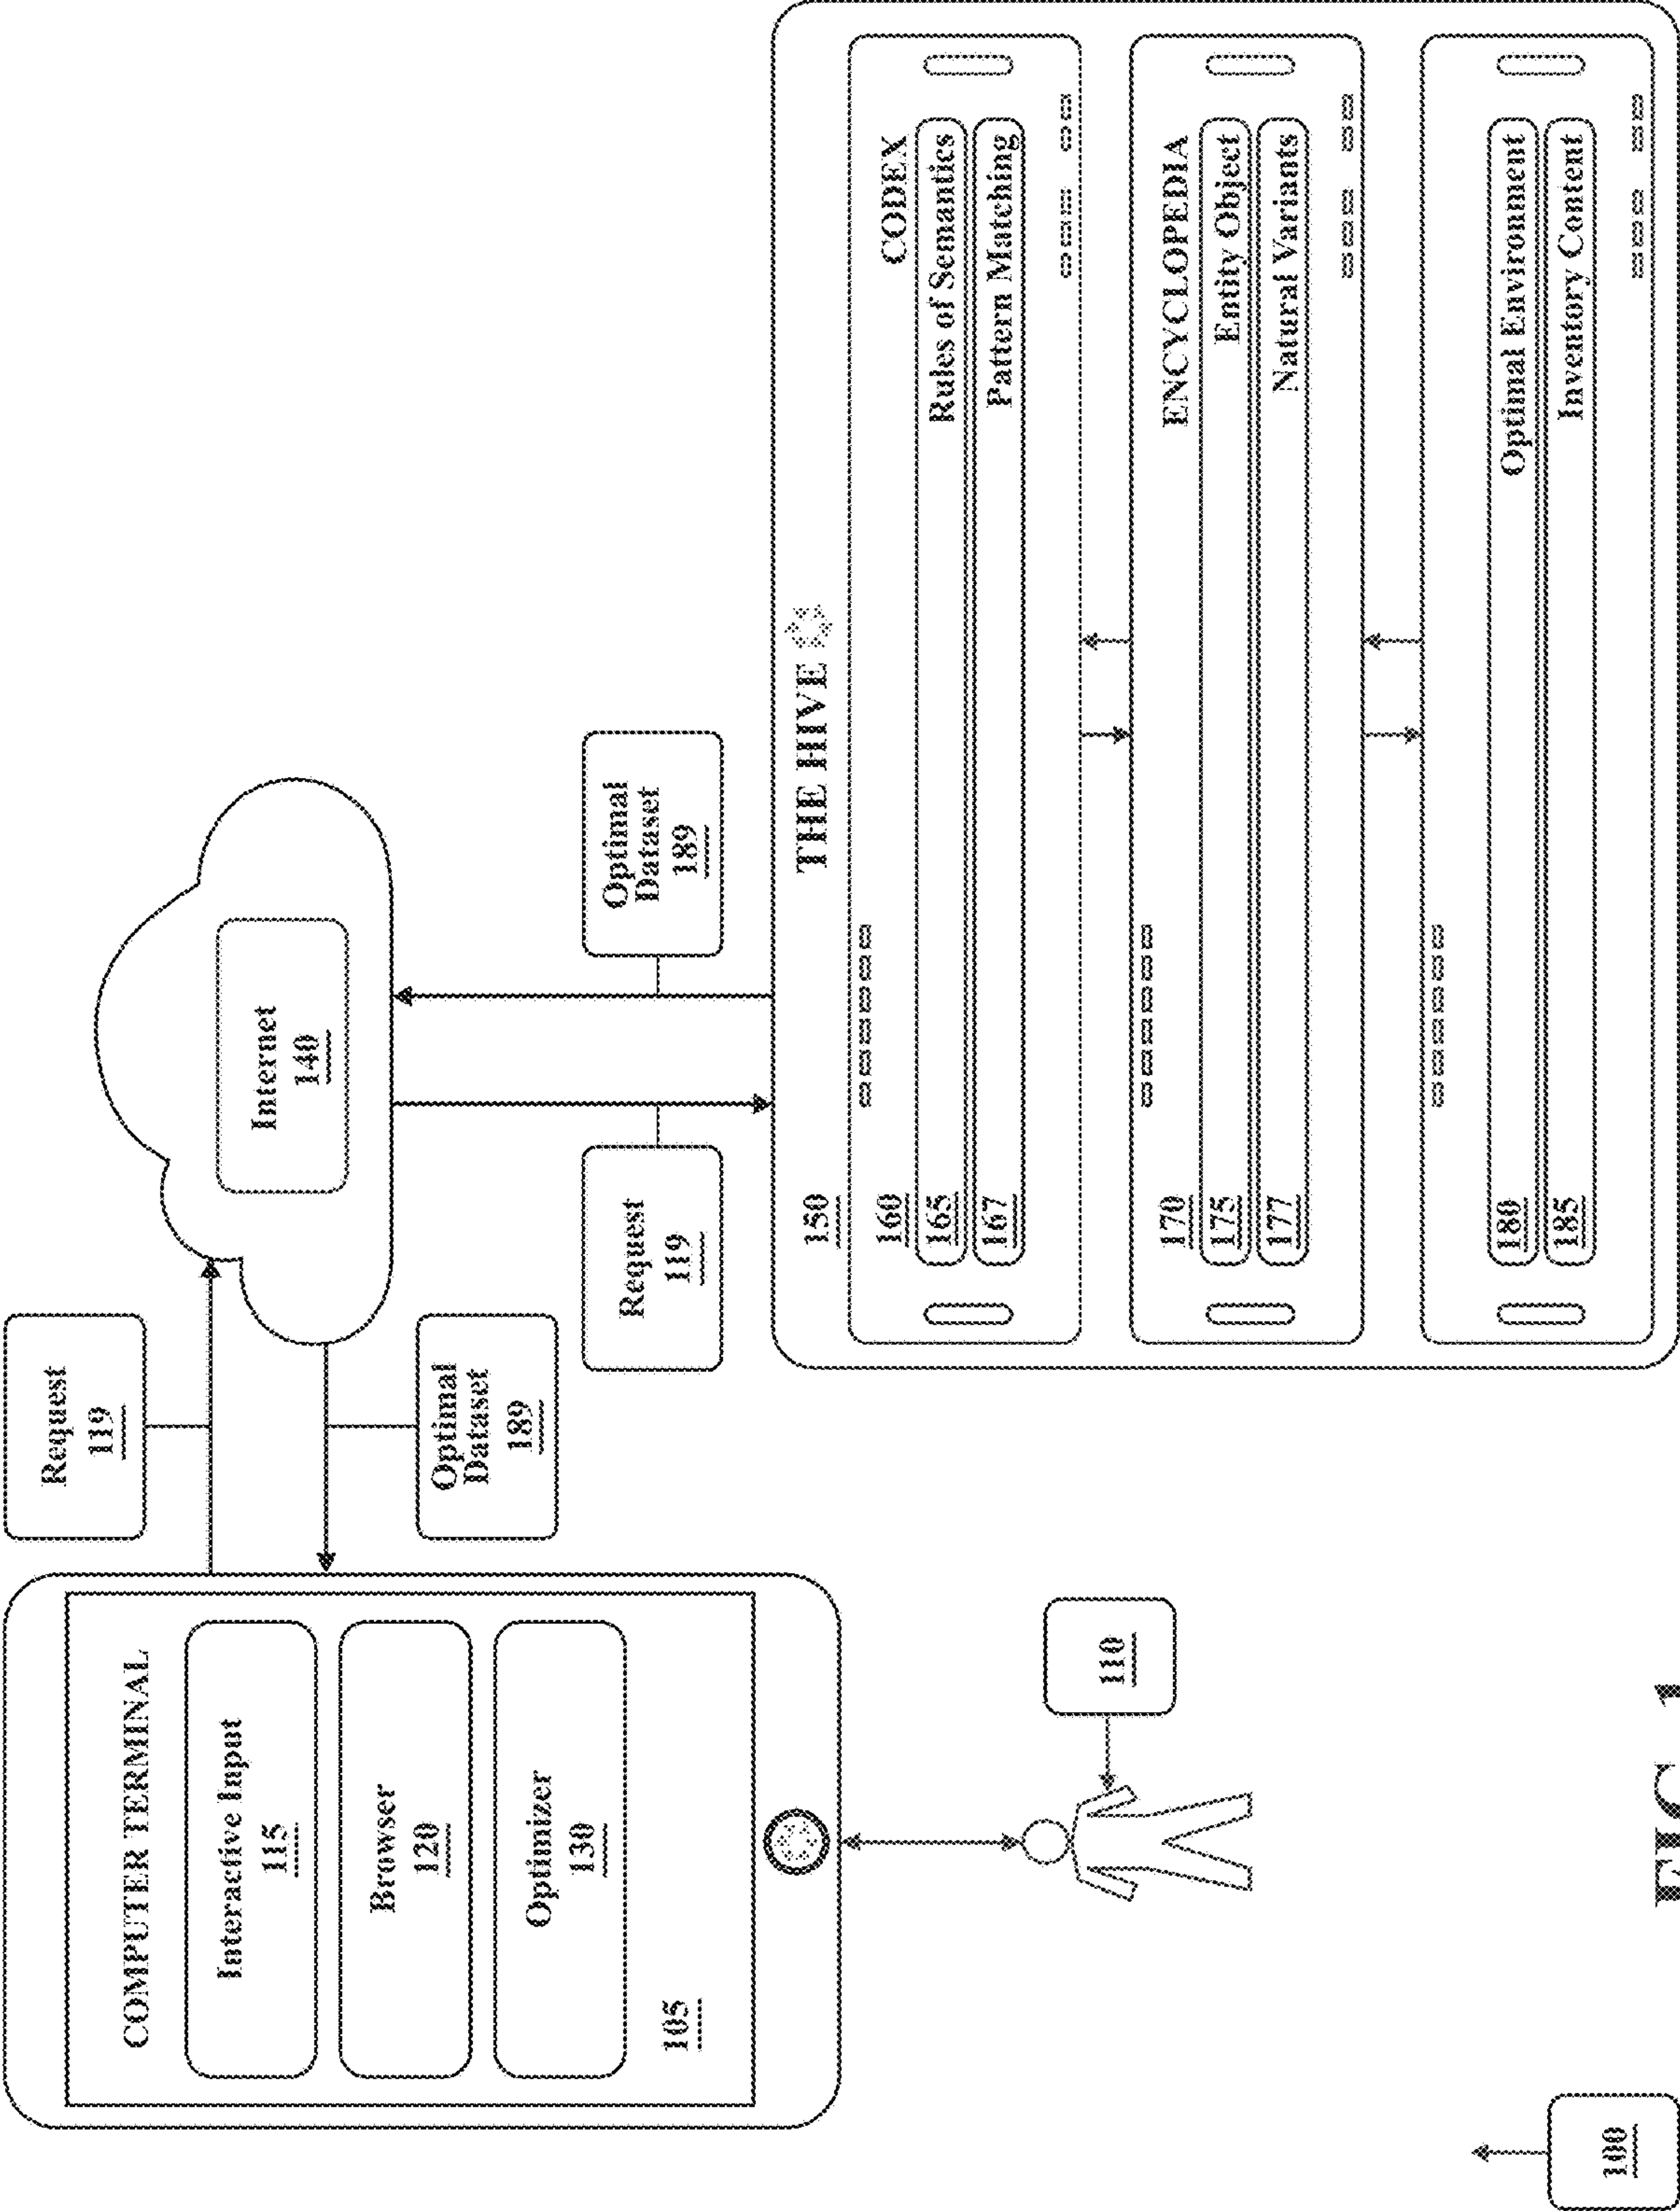 COMPUTER TERMINAL
Interactive Input
115
Browser
120
Optimizer
130
105
Request
119
Optimal
Dataset
189
Internet
140
Request
119
Optimal
Dataset
189
110
100
THE HIVE
150
160 CODEX
165 Rules of Semantics
167 Pattern Matching
170 ENCYCLOPEDIA
175 Entity Object
177 Natural Variants
180 Optimal Environment
185 Inventory Content
FIG. 1